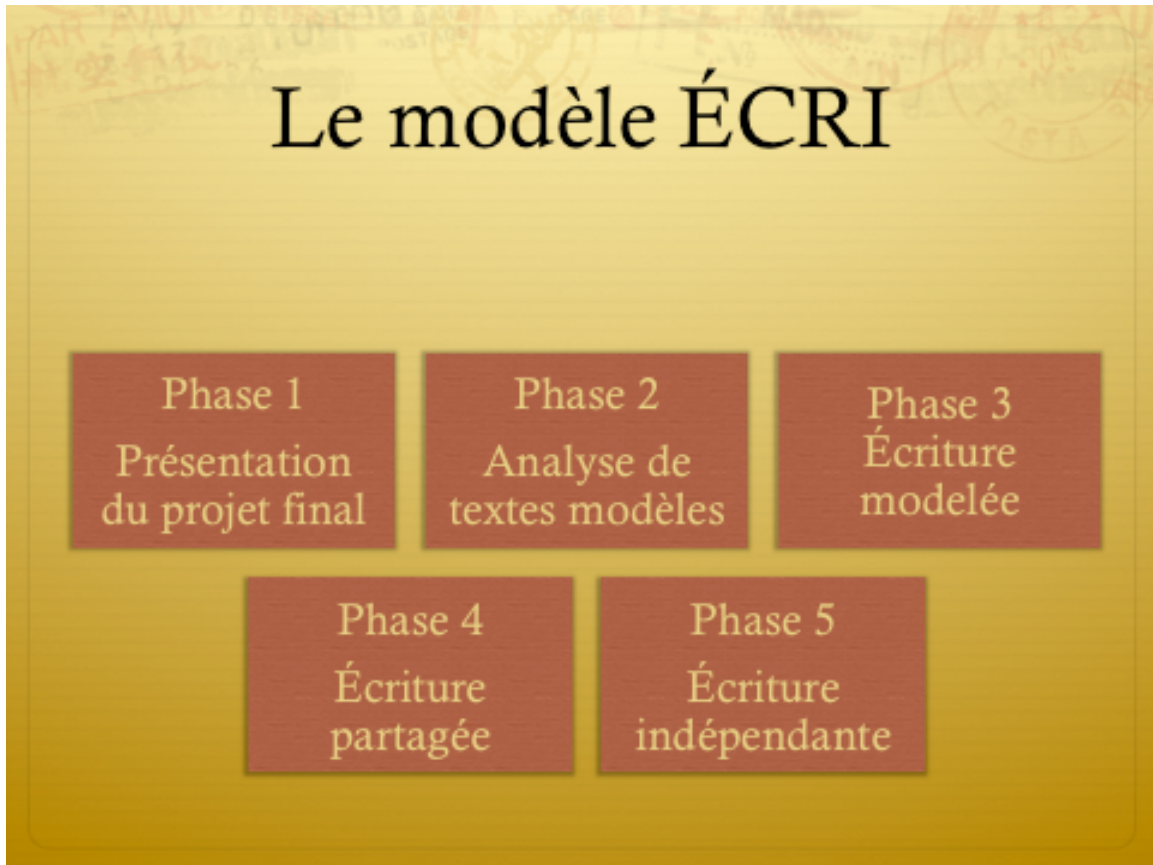 Le modèle ÉCRI
Phase 1
Présentation
du projet final
Phase 2
Analyse de
textes modèles
Phase 3
Écriture
modelée
Phase 4
Écriture
partagée
Phase 5
Écriture
indépendante